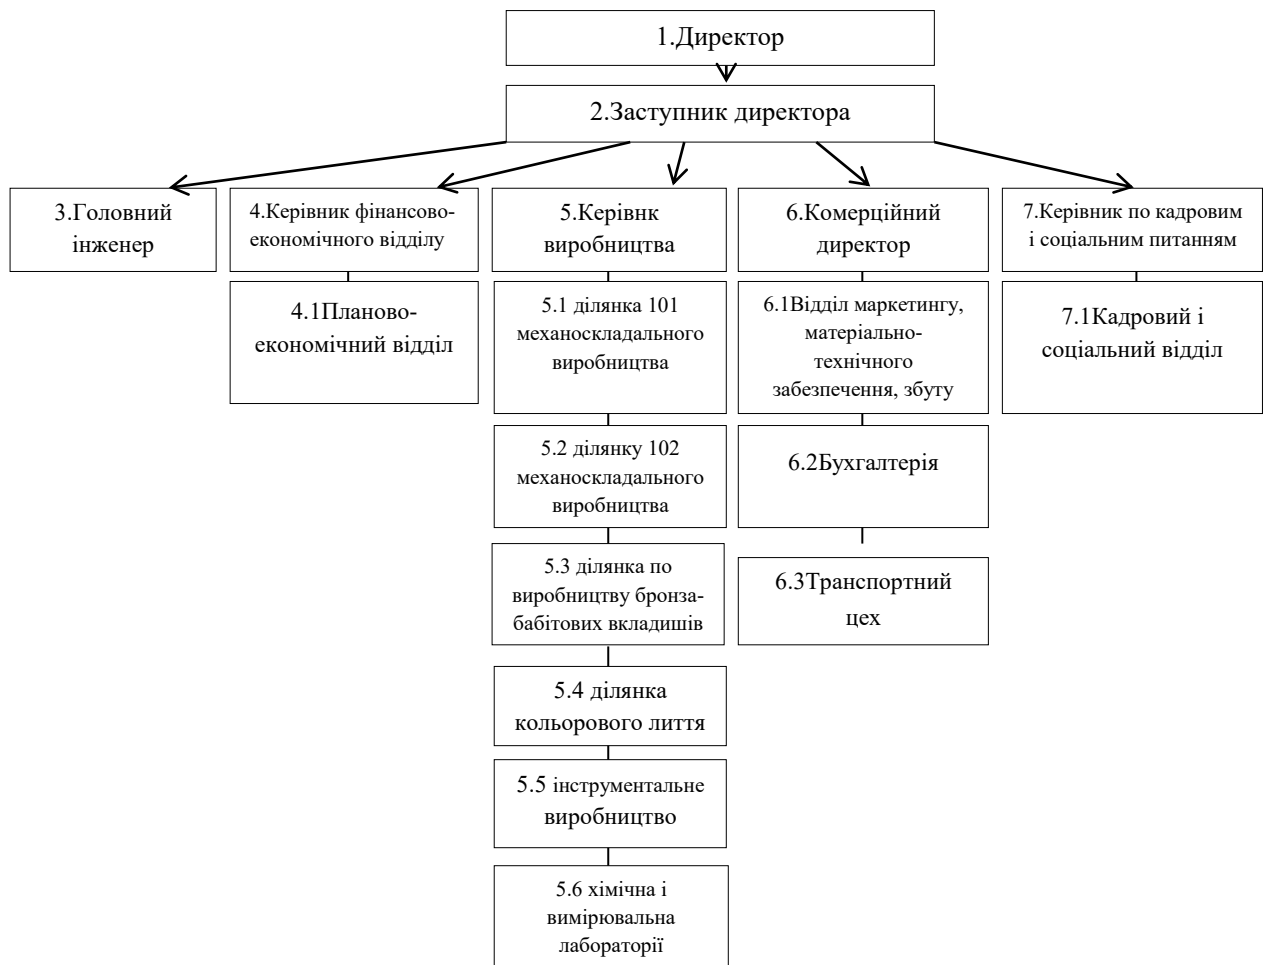 1.Директор
2.Заступник директора
3.Головний
інженер
4.Керівник фінансово-
економічного відділу
5.Керівнк
виробництва
6.Комерційний
директор
7.Керівник по кадровим
і соціальним питанням
4.1Планово-
економічний відділ
5.1 ділянка 101
механоскладального
виробництва
6.1Відділ маркетингу,
матеріально-
технічного
забезпечення, збуту
7.1Кадровий і
соціальний відділ
5.2 ділянку 102
механоскладального
виробництва
6.2Бухгалтерія
5.3 ділянка по
виробництву бронза-
бабітових вкладишів
6.3Транспортний
цех
5.4 ділянка
кольорового лиття
5.5 інструментальне
виробництво
5.6 хімічна і
вимірювальна
лабораторії